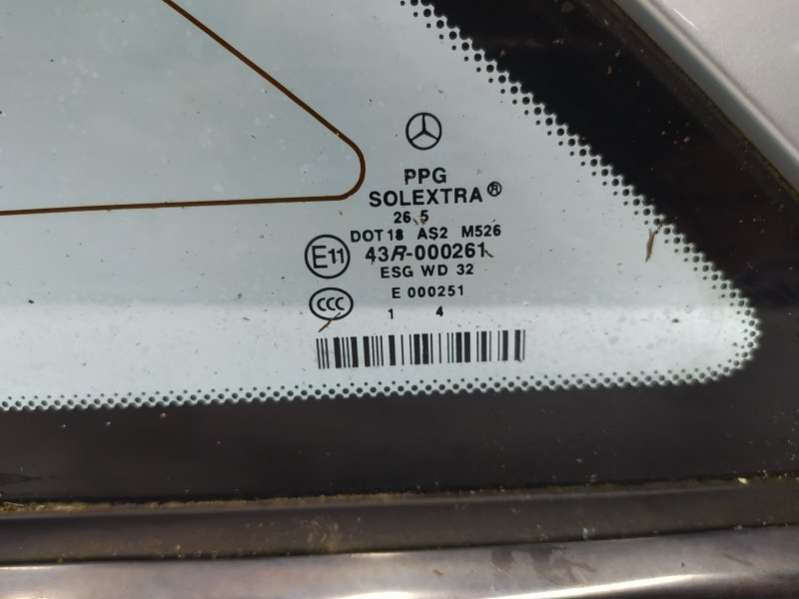 PPG
SOLEXTRA®
26.5
DOT18 AS2 M526
E11 43R-000261
ESG WD 32
CCC E 000251
1 4